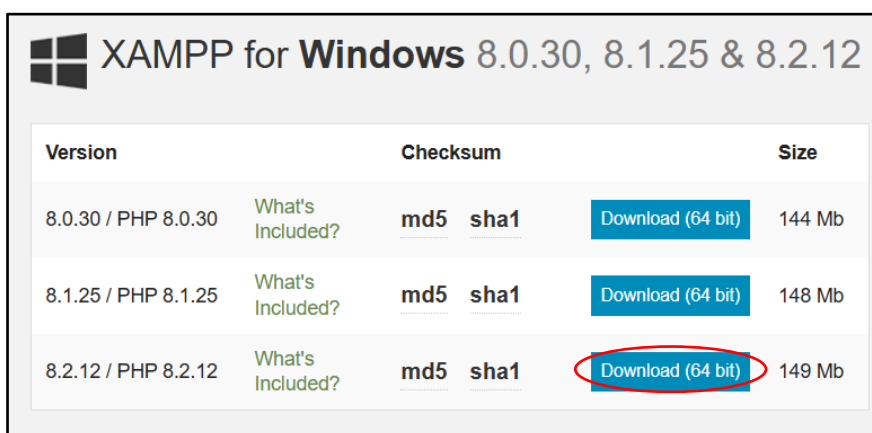 XAMPP for Windows 8.0.30, 8.1.25 & 8.2.12
Version Checksum Size
8.0.30 / PHP 8.0.30 What's Included? md5 sha1 Download (64 bit) 144 Mb
8.1.25 / PHP 8.1.25 What's Included? md5 sha1 Download (64 bit) 148 Mb
8.2.12 / PHP 8.2.12 What's Included? md5 sha1 Download (64 bit) 149 Mb